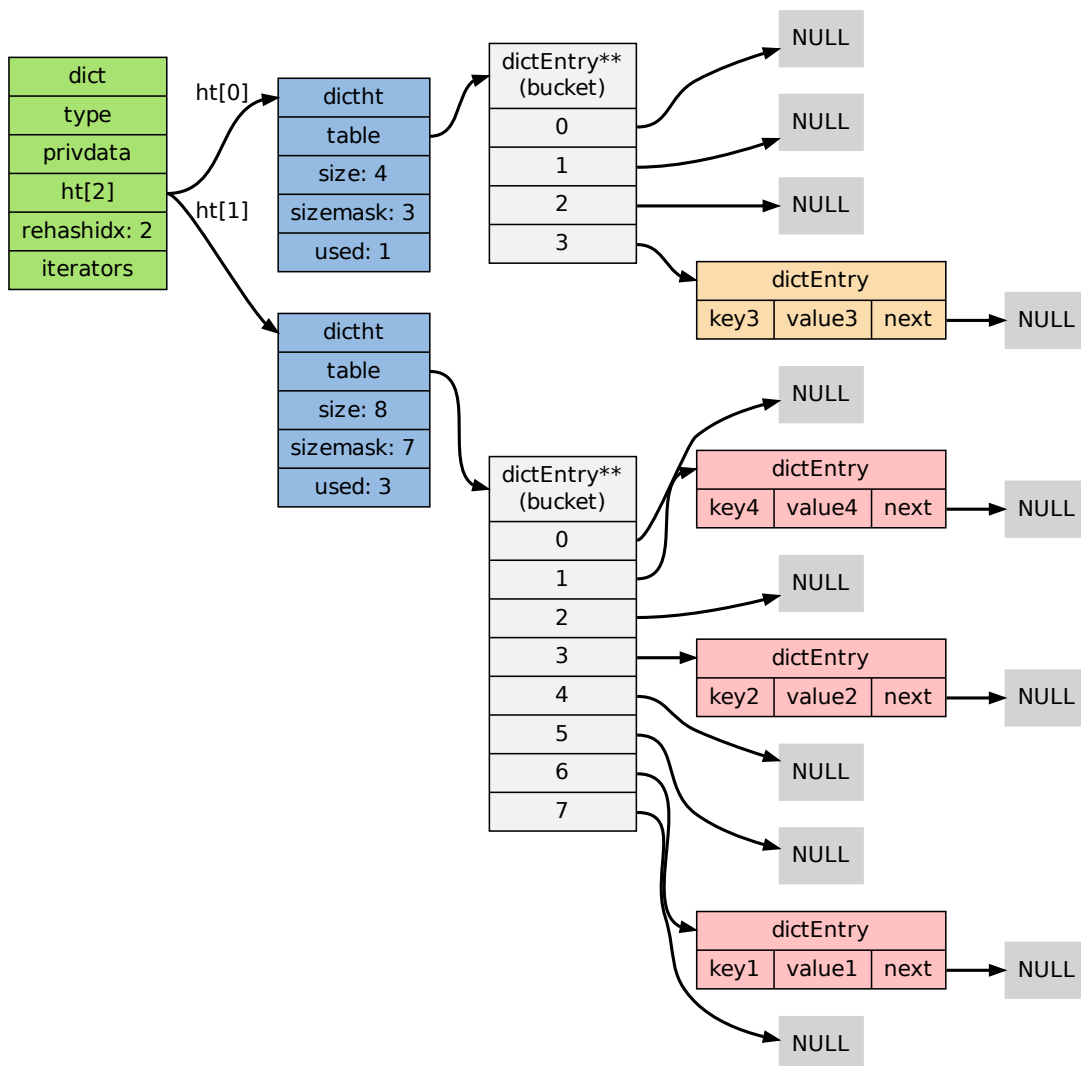 dict
type
privdata
ht[2]
rehashidx: 2
iterators
ht[0]
ht[1]
dictht
table
size: 4
sizemask: 3
used: 1
dictht
table
size: 8
sizemask: 7
used: 3
dictEntry**
(bucket)
0
1
2
3
NULL
NULL
NULL
dictEntry
key3 value3 next
NULL
dictEntry**
(bucket)
0
1
2
3
4
5
6
7
NULL
dictEntry
key4 value4 next
NULL
NULL
dictEntry
key2 value2 next
NULL
NULL
NULL
dictEntry
key1 value1 next
NULL
NULL